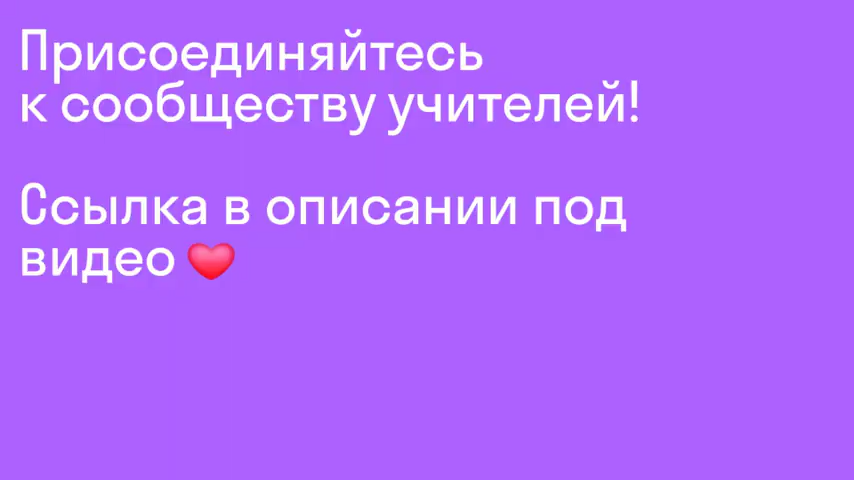 Присоединяйтесь
к сообществу учителей!
Ссылка в описании под
видео ❤️